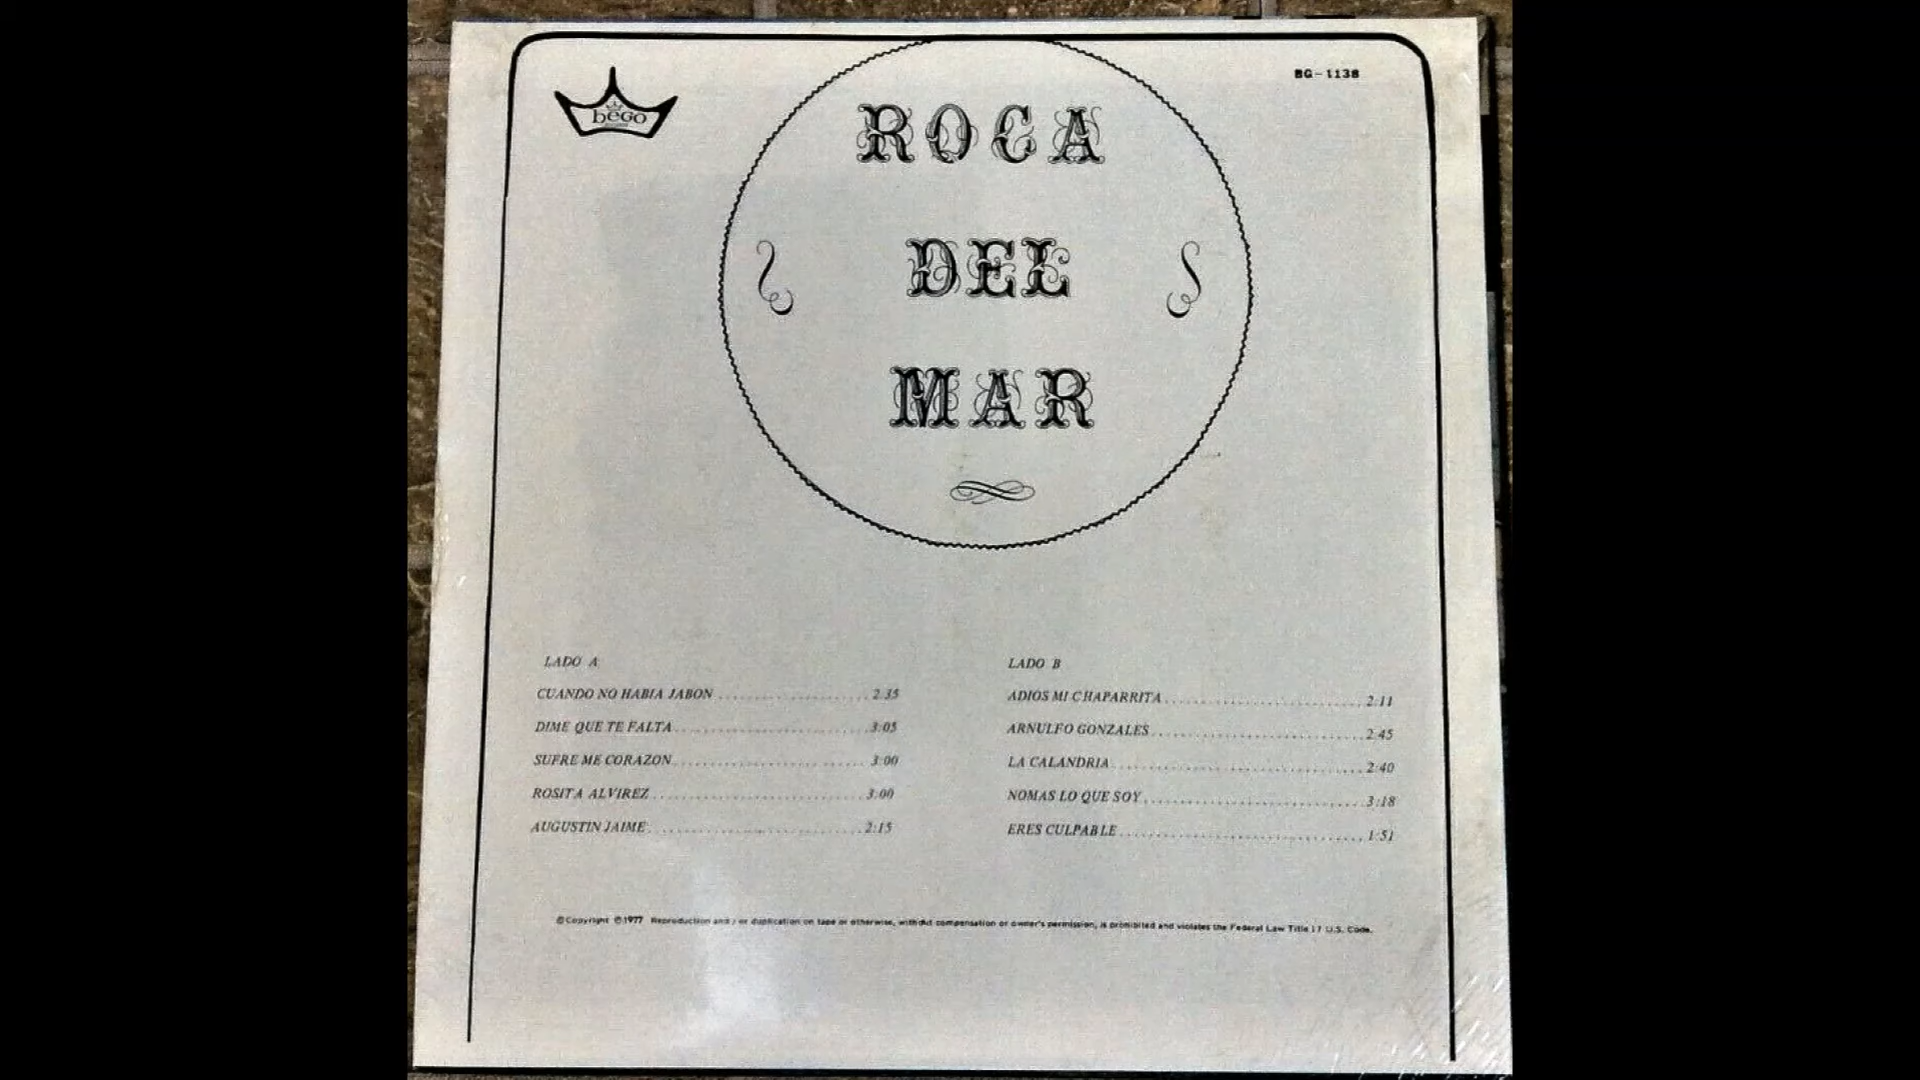 bego
BG-1138
ROCA
DEL
MAR
LADO A
CUANDO NO HABIA JABON 2:35
DIME QUE TE FALTA 3:05
SUFRE ME CORAZON 3:00
ROSITA ALVIREZ 3:00
AUGUSTIN JAIME 2:15
LADO B
ADIOS MI CHAPARRITA 2:11
ARNULFO GONZALES 2:45
LA CALANDRIA 2:40
NOMAS LO QUE SOY 3:18
ERES CULPABLE 1:51
©Copyright ℗1977 Reproduction and / or duplication on tape or otherwise, without compensation or owner's permission, is prohibited and violates the Federal Law Title 17 U.S. Code.